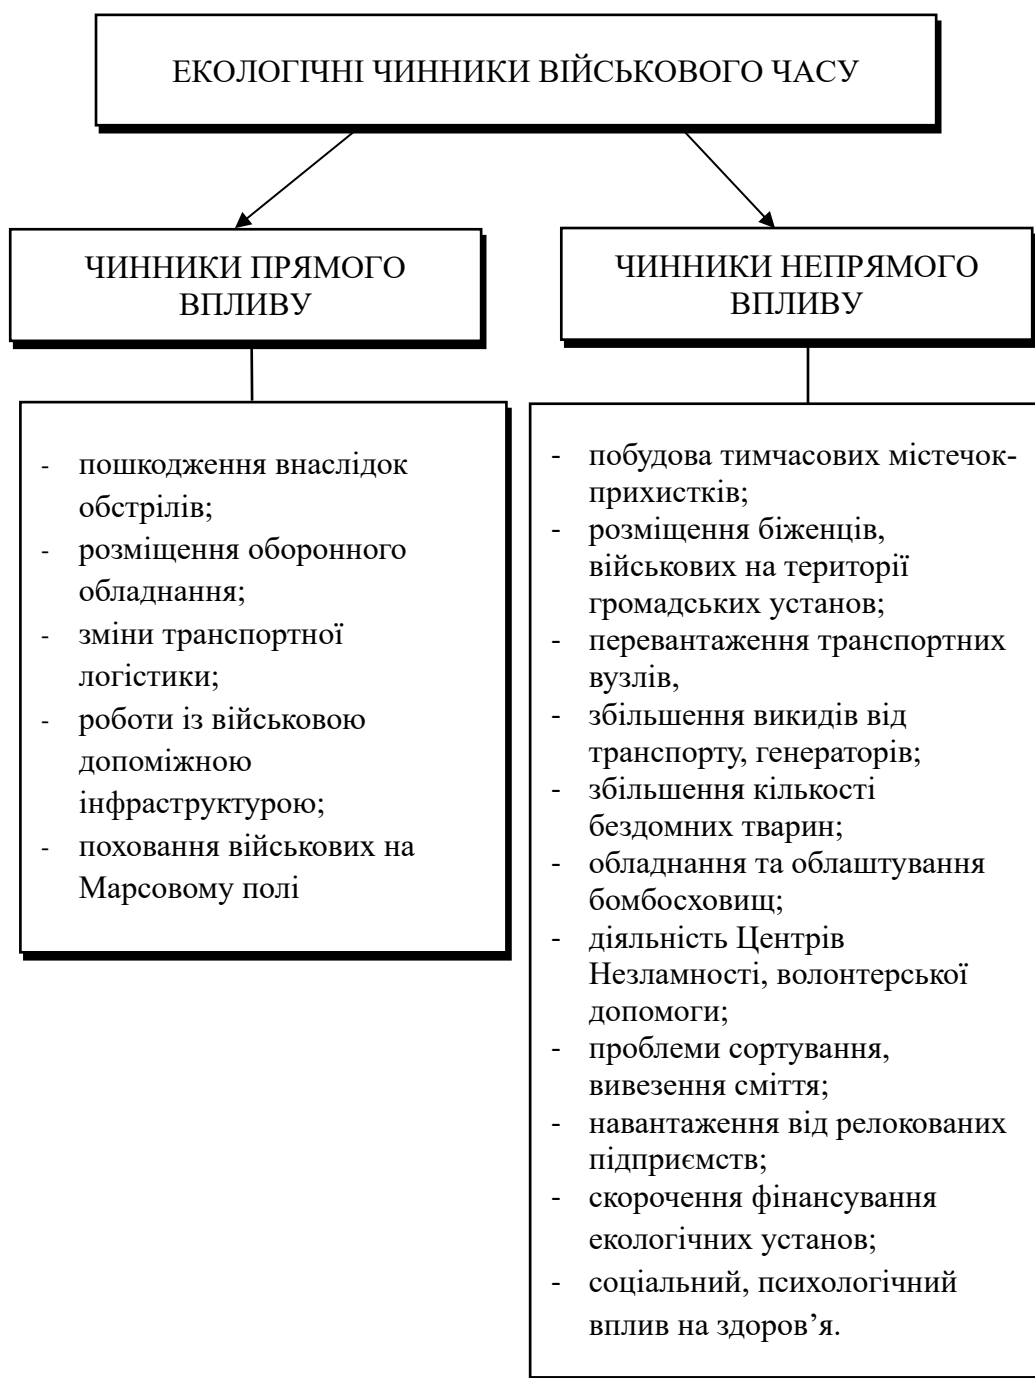 ЕКОЛОГІЧНІ ЧИННИКИ ВІЙСЬКОВОГО ЧАСУ
ЧИННИКИ ПРЯМОГО
ВПЛИВУ
- пошкодження внаслідок
обстрілів;
- розміщення оборонного
обладнання;
- зміни транспортної
логістики;
- роботи із військовою
допоміжною
інфраструктурою;
- поховання військових на
Марсовому полі
ЧИННИКИ НЕПРЯМОГО
ВПЛИВУ
- побудова тимчасових містечок-
прихистків;
- розміщення біженців,
військових на території
громадських установ;
- перевантаження транспортних
вузлів,
- збільшення викидів від
транспорту, генераторів;
- збільшення кількості
бездомних тварин;
- обладнання та облаштування
бомбосховищ;
- діяльність Центрів
Незламності, волонтерської
допомоги;
- проблеми сортування,
вивезення сміття;
- навантаження від релокованих
підприємств;
- скорочення фінансування
екологічних установ;
- соціальний, психологічний
вплив на здоров’я.